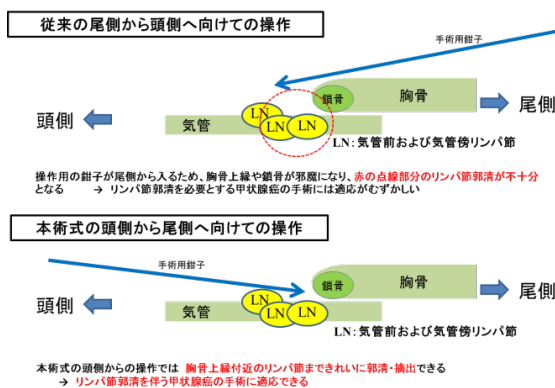 従来の尾側から頭側へ向けての操作
手術用鉗子
鎖骨
胸骨
頭側
気管
LN
LN
LN
尾側
LN:気管前および気管傍リンパ節
操作用の鉗子が尾側から入るため、胸骨上縁や鎖骨が邪魔になり、赤の点線部分のリンパ節郭清が不十分
となる → リンパ節郭清を必要とする甲状腺癌の手術には適応がむずかしい
本術式の頭側から尾側へ向けての操作
手術用鉗子
鎖骨
胸骨
頭側
気管
LN
LN
LN
尾側
LN:気管前および気管傍リンパ節
本術式の頭側からの操作では 胸骨上縁付近のリンパ節まできれいに郭清・摘出できる
→ リンパ節郭清を伴う甲状腺癌の手術に適応できる